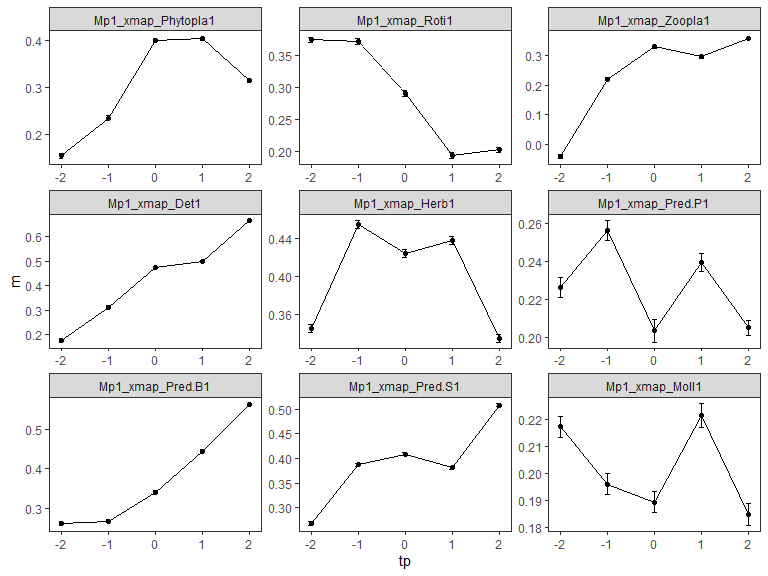 Mp1_xmap_Phytopla1 Mp1_xmap_Roti1 Mp1_xmap_Zoopla1
0.4 0.35 0.3
0.3 0.30 0.2
0.2 0.25 0.1
0.20 0.0
-2 -1 0 1 2 -2 -1 0 1 2 -2 -1 0 1 2
Mp1_xmap_Det1 Mp1_xmap_Herb1 Mp1_xmap_Pred.P1
0.6 0.44 0.26
0.5 0.40 0.24
0.4 0.36 0.22
0.3 0.20
0.2
-2 -1 0 1 2 -2 -1 0 1 2 -2 -1 0 1 2
Mp1_xmap_Pred.B1 Mp1_xmap_Pred.S1 Mp1_xmap_Moll1
0.5 0.50 0.22
0.4 0.45 0.21
0.3 0.40 0.20
0.35 0.19
0.30 0.18
-2 -1 0 1 2 -2 -1 0 1 2 -2 -1 0 1 2
tp